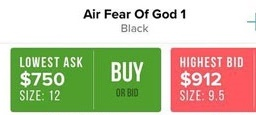 Air Fear Of God 1
Black
LOWEST ASK
$750
SIZE: 12
BUY
OR BID
HIGHEST BID
$912
SIZE: 9.5